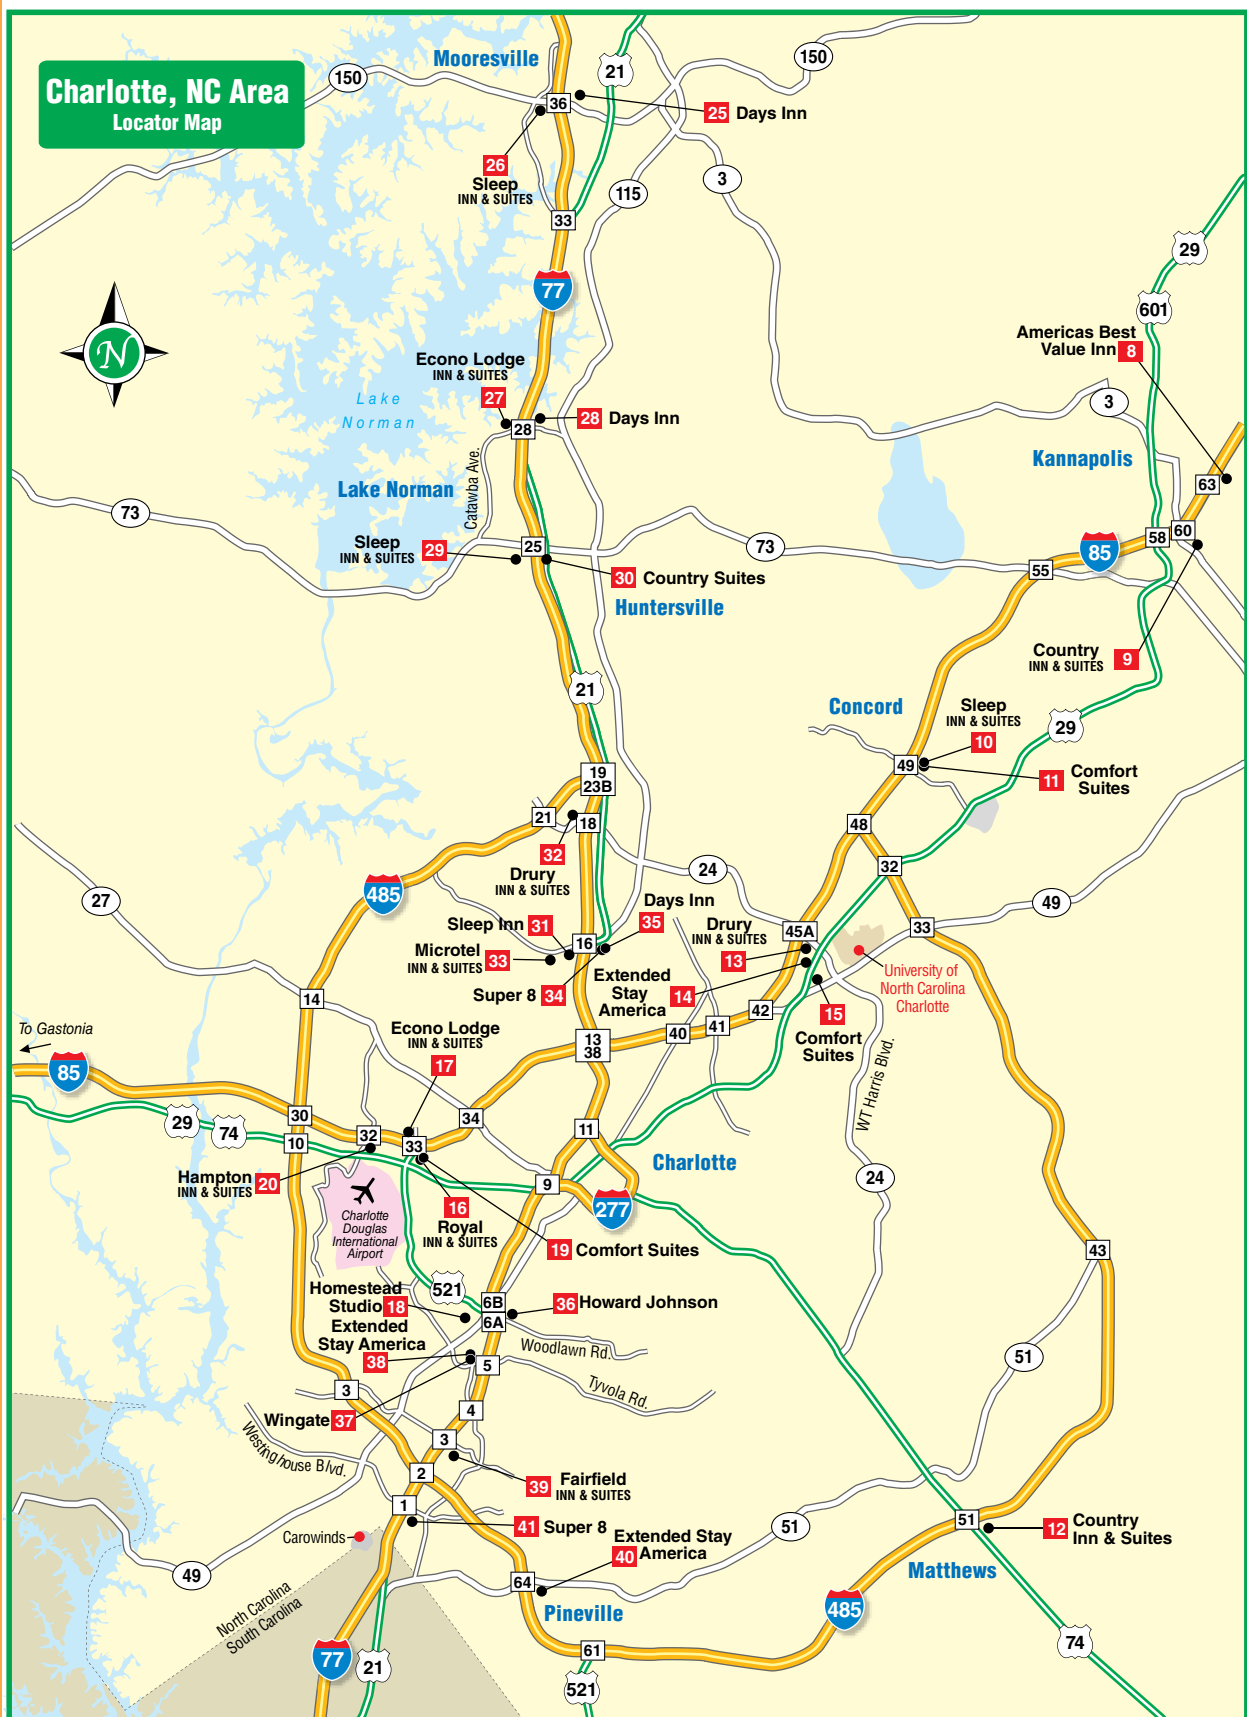 Charlotte, NC Area
Locator Map
Mooresville
150
21
150
36
25 Days Inn
26
Sleep
INN & SUITES
115
3
33
29
77
601
N
Americas Best
Value Inn 8
Econo Lodge
INN & SUITES
27
Lake
Norman
28
28 Days Inn
3
Kannapolis
Lake Norman
Catawba Ave.
63
73
Sleep
INN & SUITES
29
25
73
58
60
85
55
30 Country Suites
Huntersville
Country
INN & SUITES
9
21
Concord
Sleep
INN & SUITES
10
29
49
11
Comfort
Suites
19
23B
21
18
48
32
Drury
INN & SUITES
24
32
485
27
49
Days Inn
35
Sleep Inn 31
Microtel
INN & SUITES
33
16
Drury
INN & SUITES
13
45A
33
Super 8 34
Extended
Stay
America
14
University of
North Carolina
Charlotte
14
15
Comfort
Suites
42
41
40
13
38
To Gastonia
85
Econo Lodge
INN & SUITES
17
WT Harris Blvd.
29
74
30
10
32
33
34
11
Charlotte
Hampton
INN & SUITES
20
9
24
277
Charlotte
Douglas
International
Airport
16
Royal
INN & SUITES
19 Comfort Suites
43
Homestead
Studio 18
521
6B
6A
36 Howard Johnson
Extended
Stay America
38
5
Woodlawn Rd.
51
Tyvola Rd.
3
4
Wingate 37
3
Westinghouse Blvd.
2
39
Fairfield
INN & SUITES
1
41 Super 8
Carowinds
Extended Stay
America
40
51
51
12
Country
Inn & Suites
49
64
Matthews
Pineville
North Carolina
South Carolina
485
77
21
61
521
74